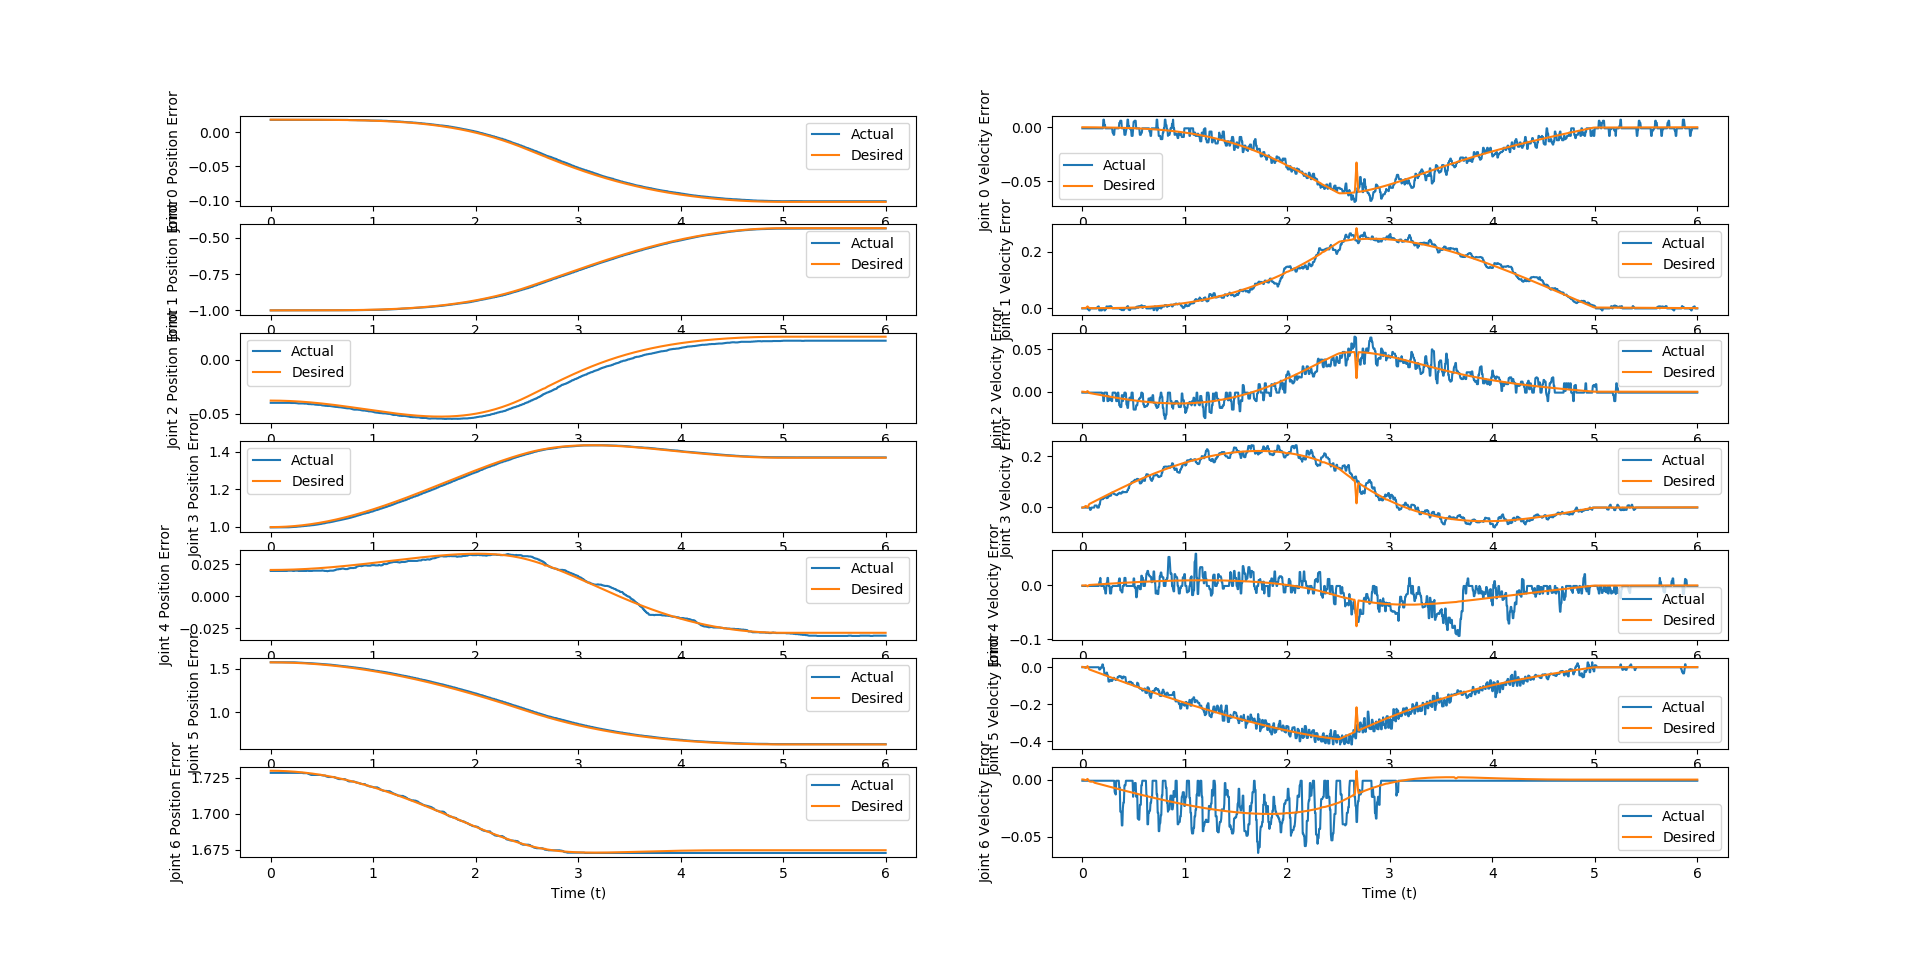 Joint 0 Position Error
0.00
−0.05
−0.10
Actual
Desired
0 1 2 3 4 5 6
Joint 0 Velocity Error
0.00
−0.05
Actual
Desired
0 1 2 3 4 5 6
Joint 1 Position Error
−0.50
−0.75
−1.00
Actual
Desired
0 1 2 3 4 5 6
Joint 1 Velocity Error
0.2
0.0
Actual
Desired
0 1 2 3 4 5 6
Joint 2 Position Error
0.00
−0.05
Actual
Desired
0 1 2 3 4 5 6
Joint 2 Velocity Error
0.05
0.00
Actual
Desired
0 1 2 3 4 5 6
Joint 3 Position Error
1.4
1.2
1.0
Actual
Desired
0 1 2 3 4 5 6
Joint 3 Velocity Error
0.2
0.0
Actual
Desired
0 1 2 3 4 5 6
Joint 4 Position Error
0.025
0.000
−0.025
Actual
Desired
0 1 2 3 4 5 6
Joint 4 Velocity Error
0.0
−0.1
Actual
Desired
0 1 2 3 4 5 6
Joint 5 Position Error
1.5
1.0
Actual
Desired
0 1 2 3 4 5 6
Joint 5 Velocity Error
0.0
−0.2
−0.4
Actual
Desired
0 1 2 3 4 5 6
Joint 6 Position Error
1.725
1.700
1.675
Actual
Desired
0 1 2 3 4 5 6
Time (t)
Joint 6 Velocity Error
0.00
−0.05
Actual
Desired
0 1 2 3 4 5 6
Time (t)